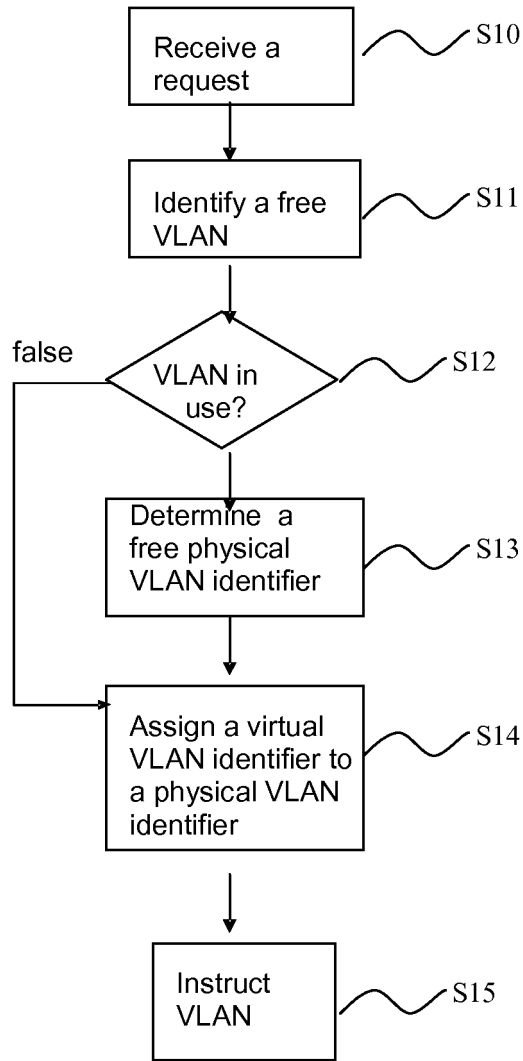 Receive a
request
S10
Identify a free
VLAN
S11
false
VLAN in
use?
S12
Determine a
free physical
VLAN identifier
S13
Assign a virtual
VLAN identifier to
a physical VLAN
identifier
S14
Instruct
VLAN
S15